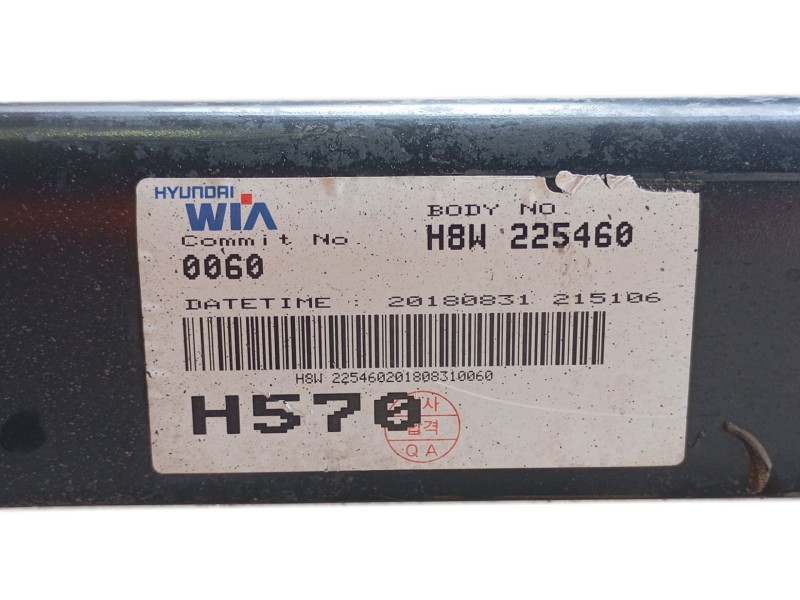 HYUNDAI
WIA
BODY NO
Commit No
H8W 225460
0060
DATETIME : 20180831 215106
H8W 225460201808310060
H570
사
합격
QA